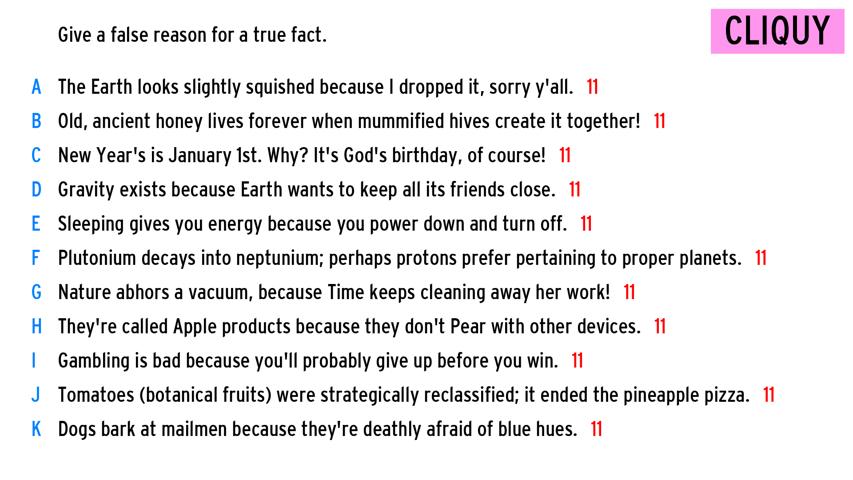 Give a false reason for a true fact.
CLIQUY
A The Earth looks slightly squished because I dropped it, sorry y'all. 11
B Old, ancient honey lives forever when mummified hives create it together! 11
C New Year's is January 1st. Why? It's God's birthday, of course! 11
D Gravity exists because Earth wants to keep all its friends close. 11
E Sleeping gives you energy because you power down and turn off. 11
F Plutonium decays into neptunium; perhaps protons prefer pertaining to proper planets. 11
G Nature abhors a vacuum, because Time keeps cleaning away her work! 11
H They're called Apple products because they don't Pear with other devices. 11
I Gambling is bad because you'll probably give up before you win. 11
J Tomatoes (botanical fruits) were strategically reclassified; it ended the pineapple pizza. 11
K Dogs bark at mailmen because they're deathly afraid of blue hues. 11